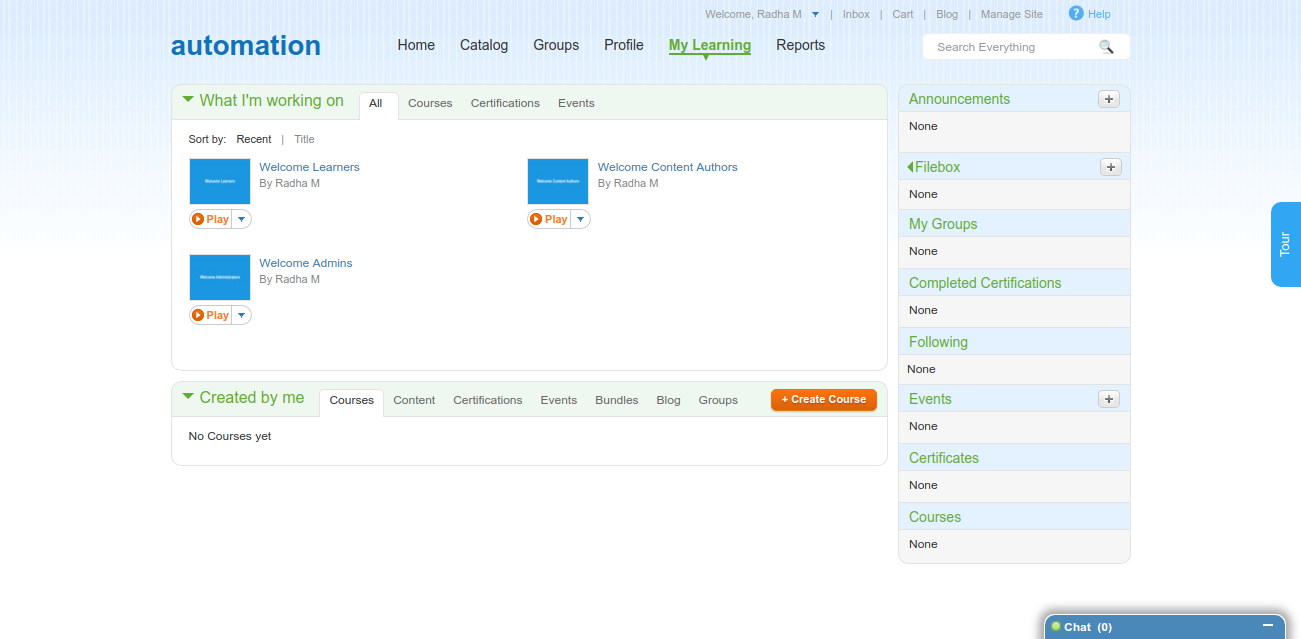 Welcome, Radha M | Inbox | Cart | Blog | Manage Site ? Help
automation
Home Catalog Groups Profile My Learning Reports
Search Everything
What I'm working on All Courses Certifications Events
Sort by: Recent | Title
Welcome Learners
Welcome Learners
By Radha M
Play
Welcome Content Authors
Welcome Content Authors
By Radha M
Play
Welcome Administrators
Welcome Admins
By Radha M
Play
Created by me Courses Content Certifications Events Bundles Blog Groups + Create Course
No Courses yet
Announcements +
None
Filebox +
None
My Groups
None
Completed Certifications
None
Following
None
Events +
None
Certificates
None
Courses
None
Tour
Chat (0)